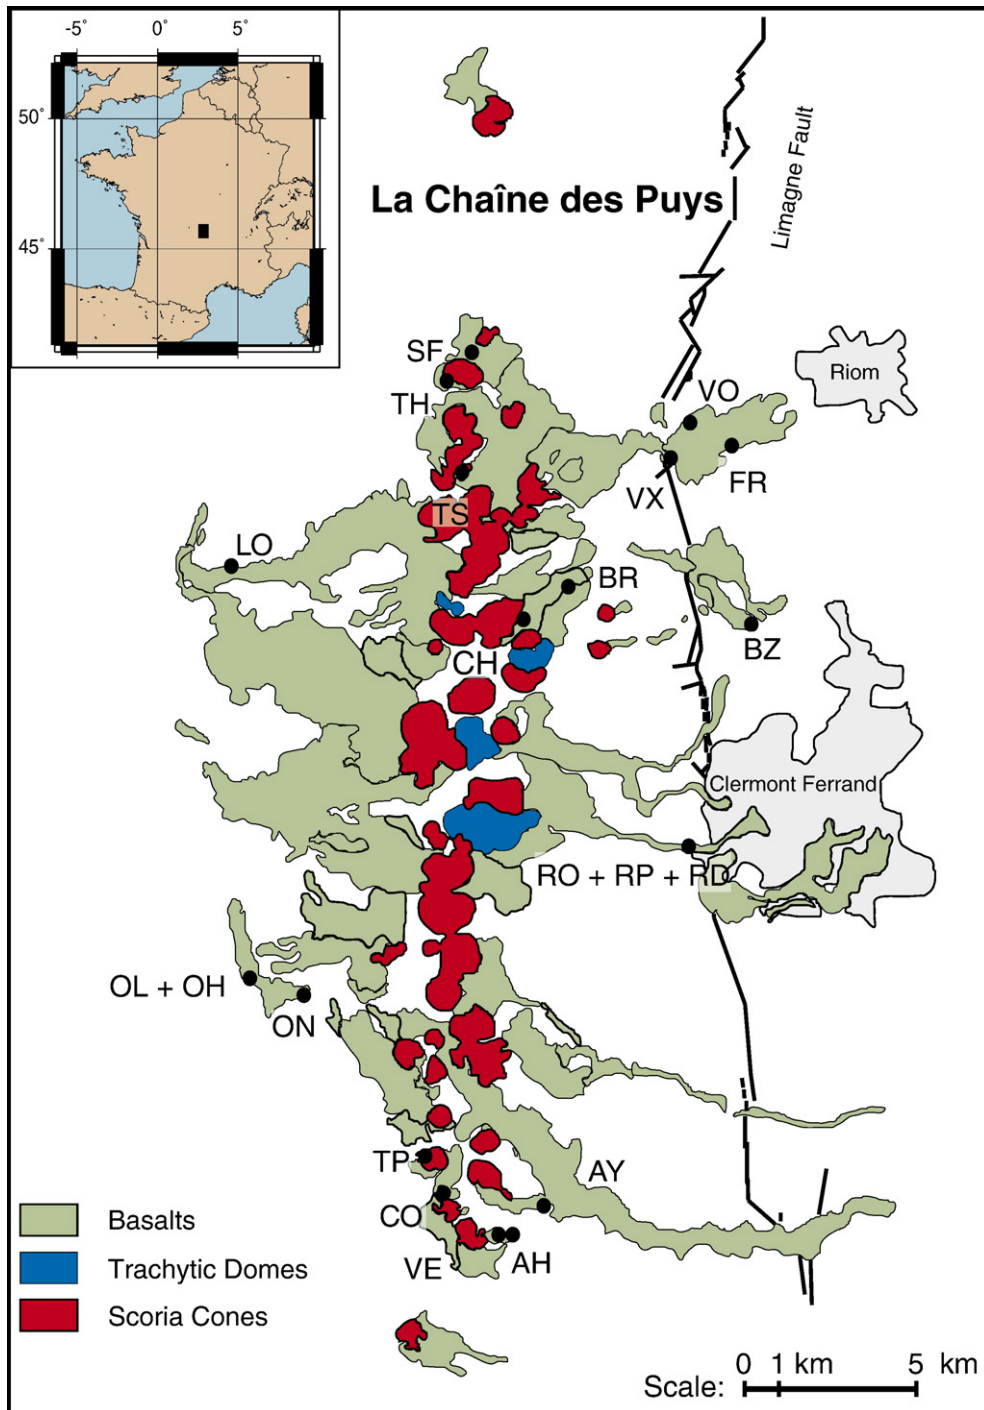 -5° 0° 5°
50°
45°
La Chaîne des Puys
Limagne Fault
SF
Riom
TH
VO
VX
FR
TS
LO
BR
BZ
CH
Clermont Ferrand
RO + RP + RD
OL + OH
ON
TP
AY
CO
VE
AH
Basalts
Trachytic Domes
Scoria Cones
0 1 km 5 km
Scale: